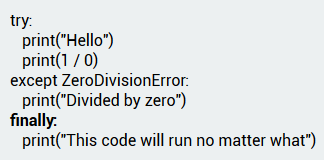 try:
   print("Hello")
   print(1 / 0)
except ZeroDivisionError:
   print("Divided by zero")
finally:
   print("This code will run no matter what")